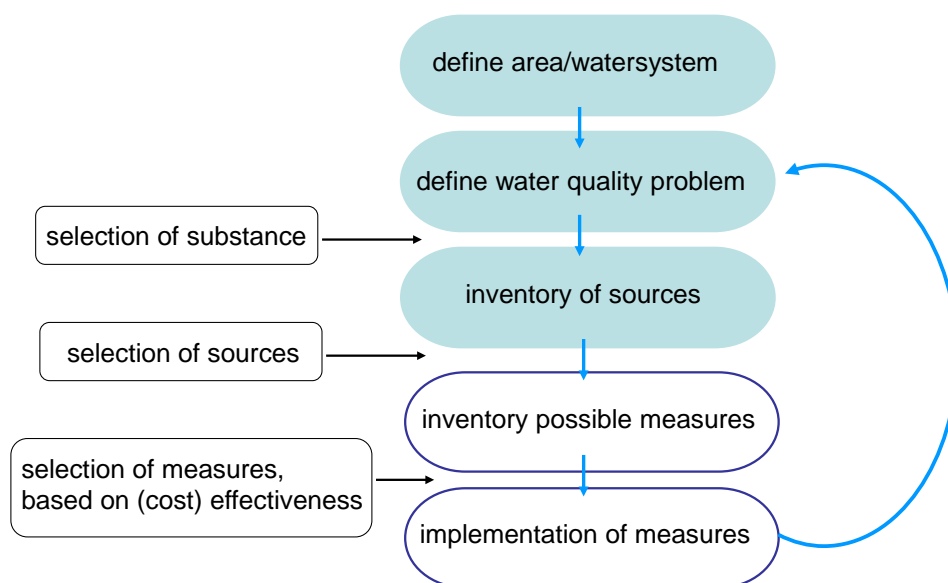 define area/watersystem
define water quality problem
selection of substance
inventory of sources
selection of sources
inventory possible measures
selection of measures,
based on (cost) effectiveness
implementation of measures